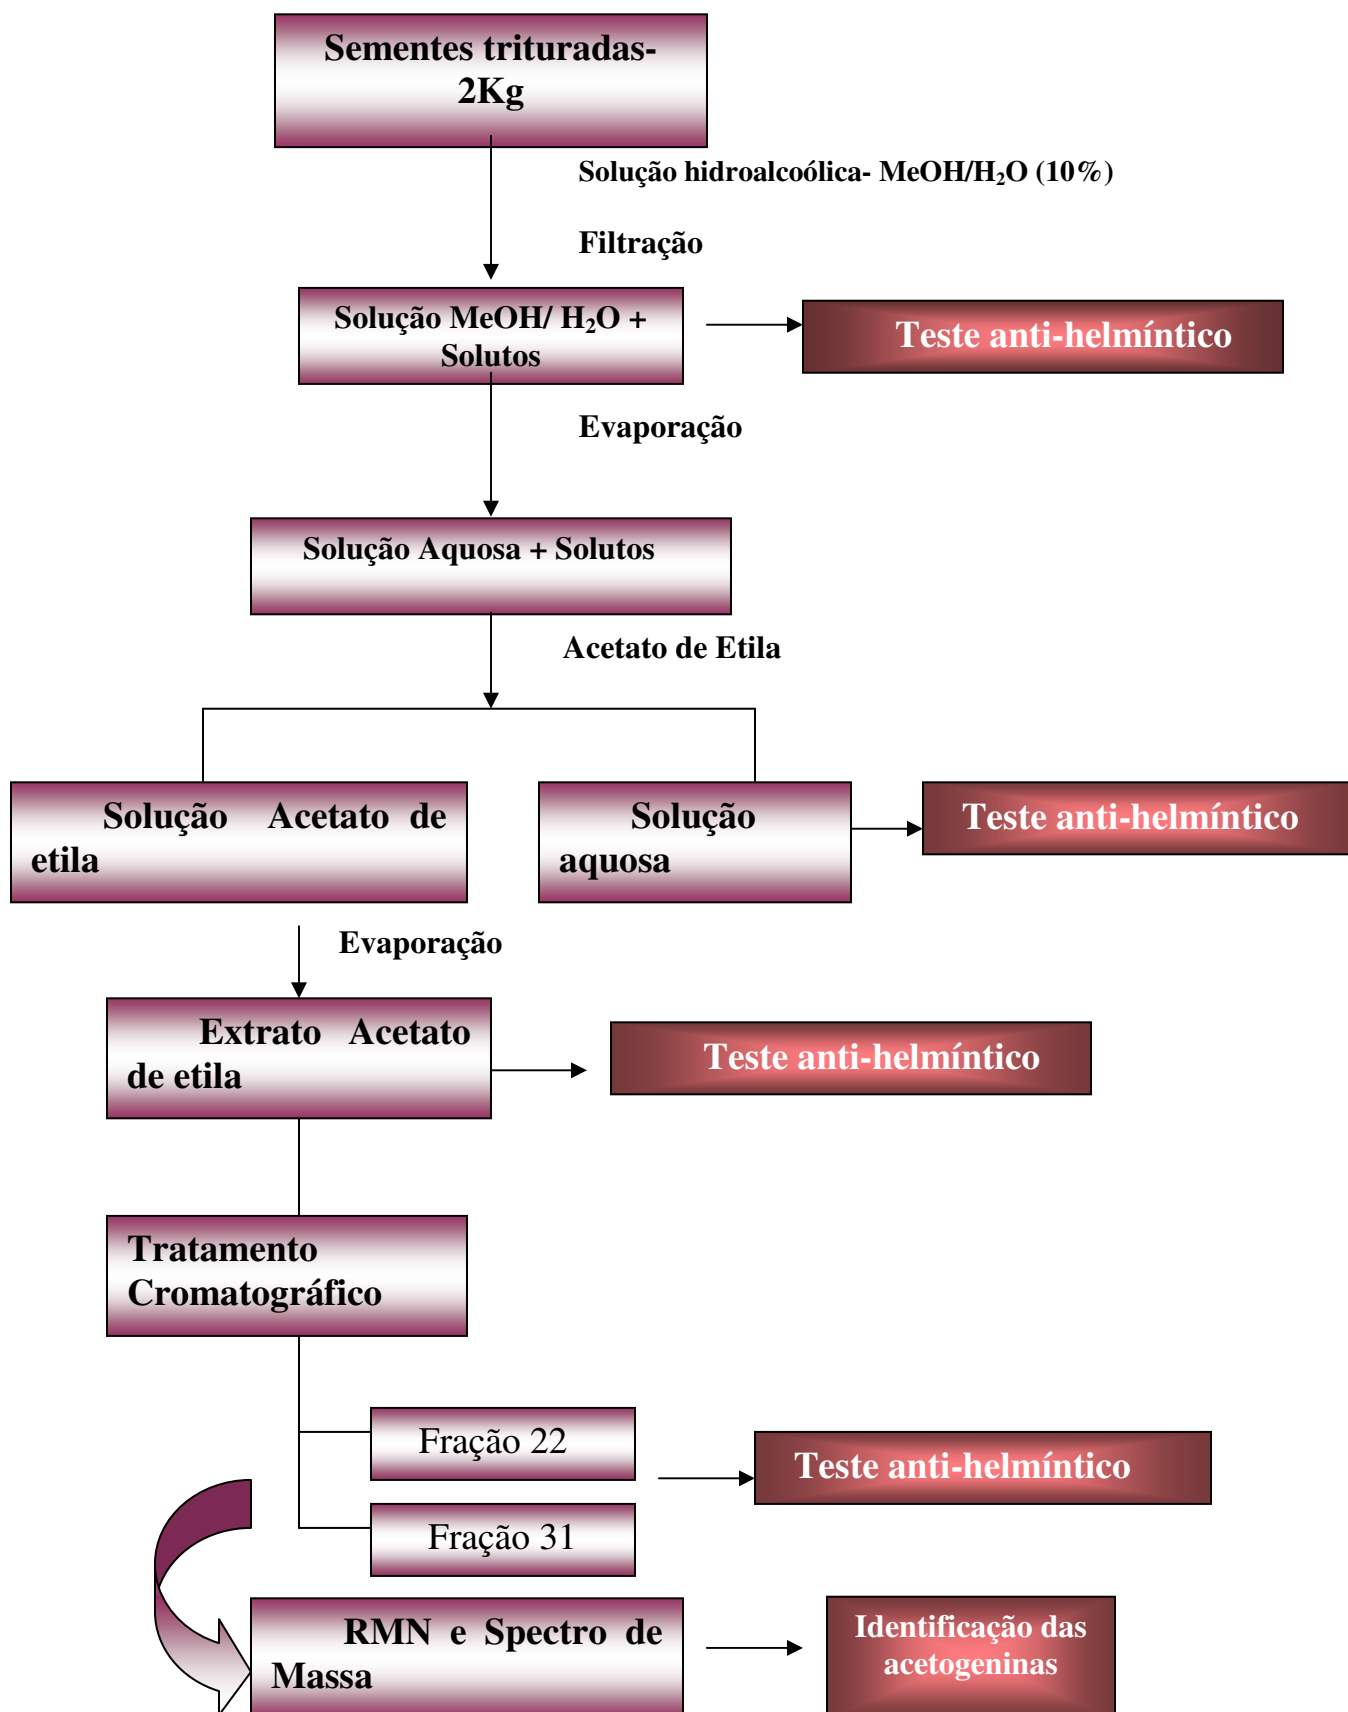 Sementes trituradas-
2Kg
Solução hidroalcoólica- MeOH/H₂O (10%)
Filtração
Solução MeOH/ H₂O +
Solutos
Teste anti-helmíntico
Evaporação
Solução Aquosa + Solutos
Acetato de Etila
Solução Acetato de
etila
Solução
aquosa
Teste anti-helmíntico
Evaporação
Extrato Acetato
de etila
Teste anti-helmíntico
Tratamento
Cromatográfico
Fração 22
Teste anti-helmíntico
Fração 31
RMN e Spectro de
Massa
Identificação das
acetogeninas